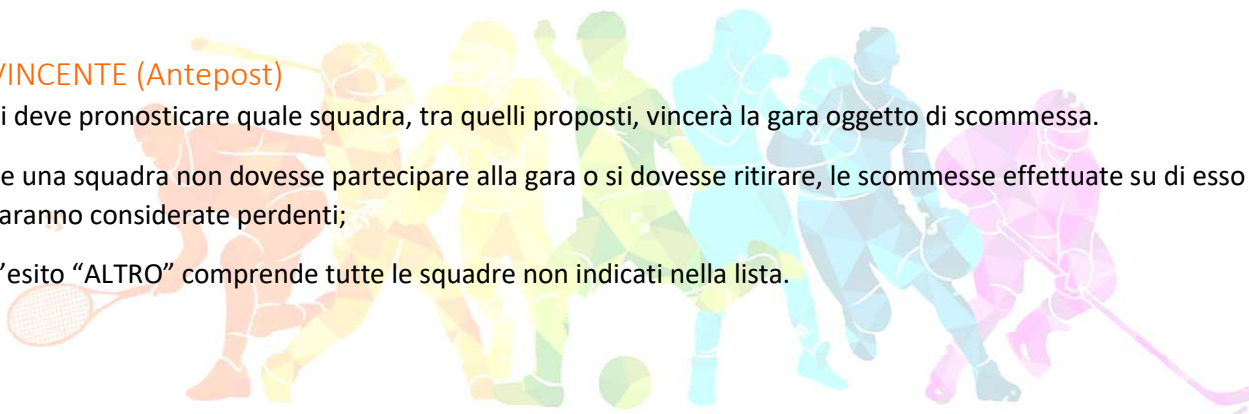 VINCENTE (Antepost)
i deve pronosticare quale squadra, tra quelli proposti, vincerà la gara oggetto di scommessa.
e una squadra non dovesse partecipare alla gara o si dovesse ritirare, le scommesse effettuate su di esso
aranno considerate perdenti;
'esito “ALTRO” comprende tutte le squadre non indicati nella lista.